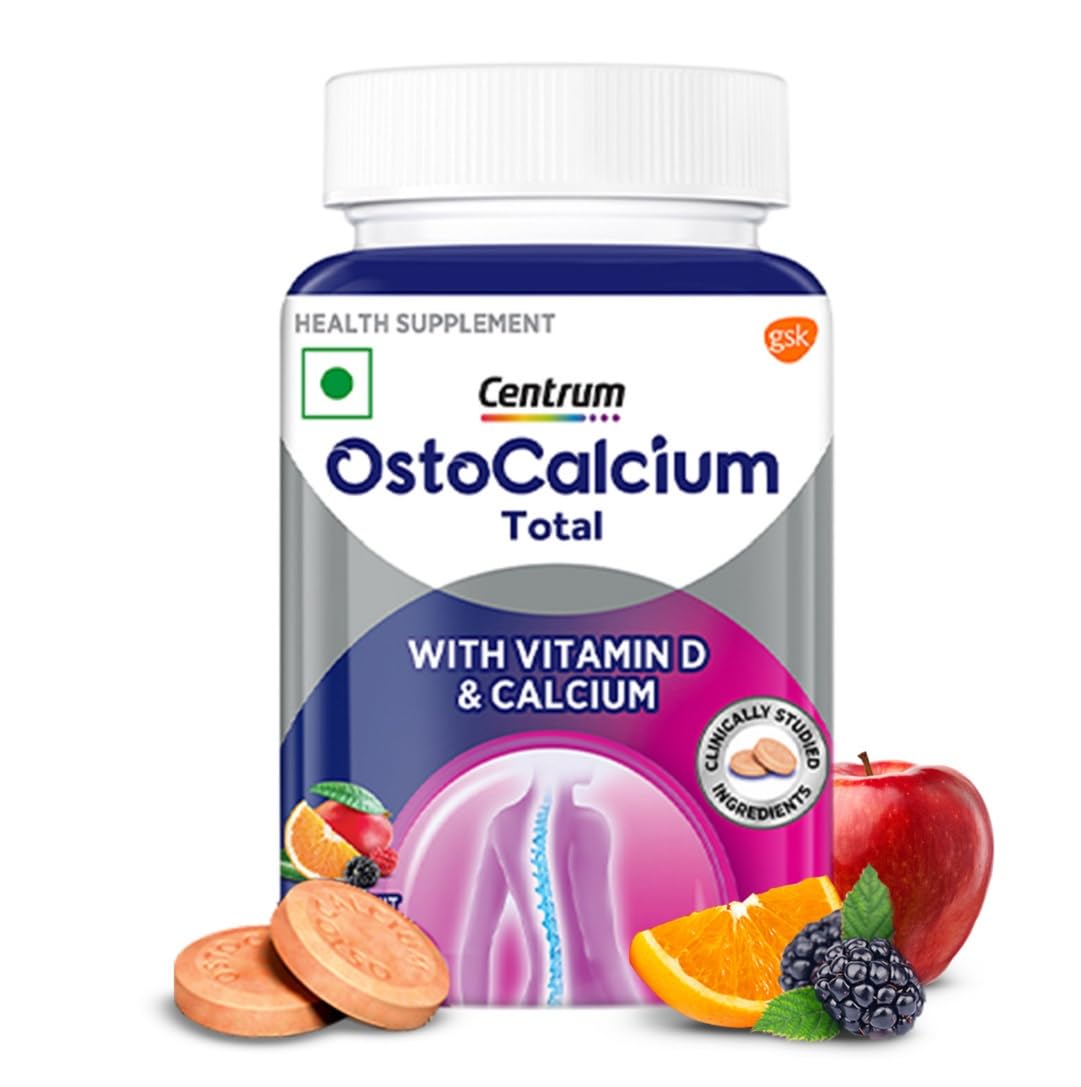 HEALTH SUPPLEMENT
gsk
Centrum
OstoCalcium
Total
WITH VITAMIN D
& CALCIUM
CLINICALLY STUDIED
INGREDIENTS